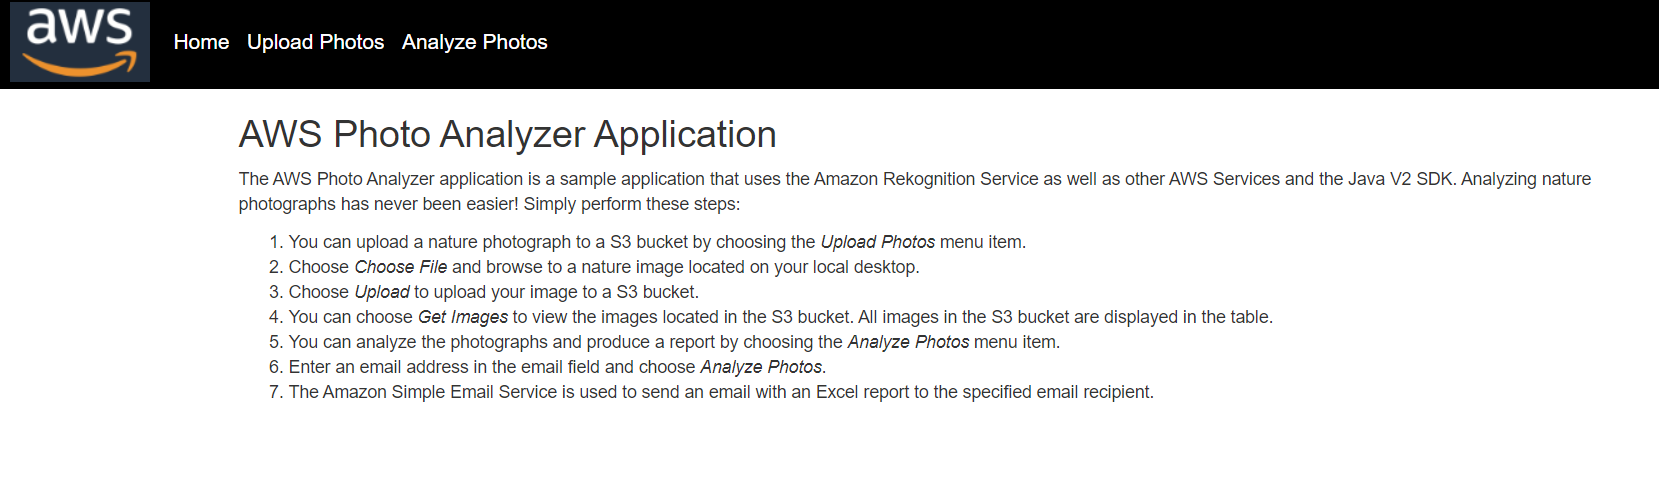 aws
Home Upload Photos Analyze Photos
AWS Photo Analyzer Application
The AWS Photo Analyzer application is a sample application that uses the Amazon Rekognition Service as well as other AWS Services and the Java V2 SDK. Analyzing nature
photographs has never been easier! Simply perform these steps:
1. You can upload a nature photograph to a S3 bucket by choosing the Upload Photos menu item.
2. Choose Choose File and browse to a nature image located on your local desktop.
3. Choose Upload to upload your image to a S3 bucket.
4. You can choose Get Images to view the images located in the S3 bucket. All images in the S3 bucket are displayed in the table.
5. You can analyze the photographs and produce a report by choosing the Analyze Photos menu item.
6. Enter an email address in the email field and choose Analyze Photos.
7. The Amazon Simple Email Service is used to send an email with an Excel report to the specified email recipient.